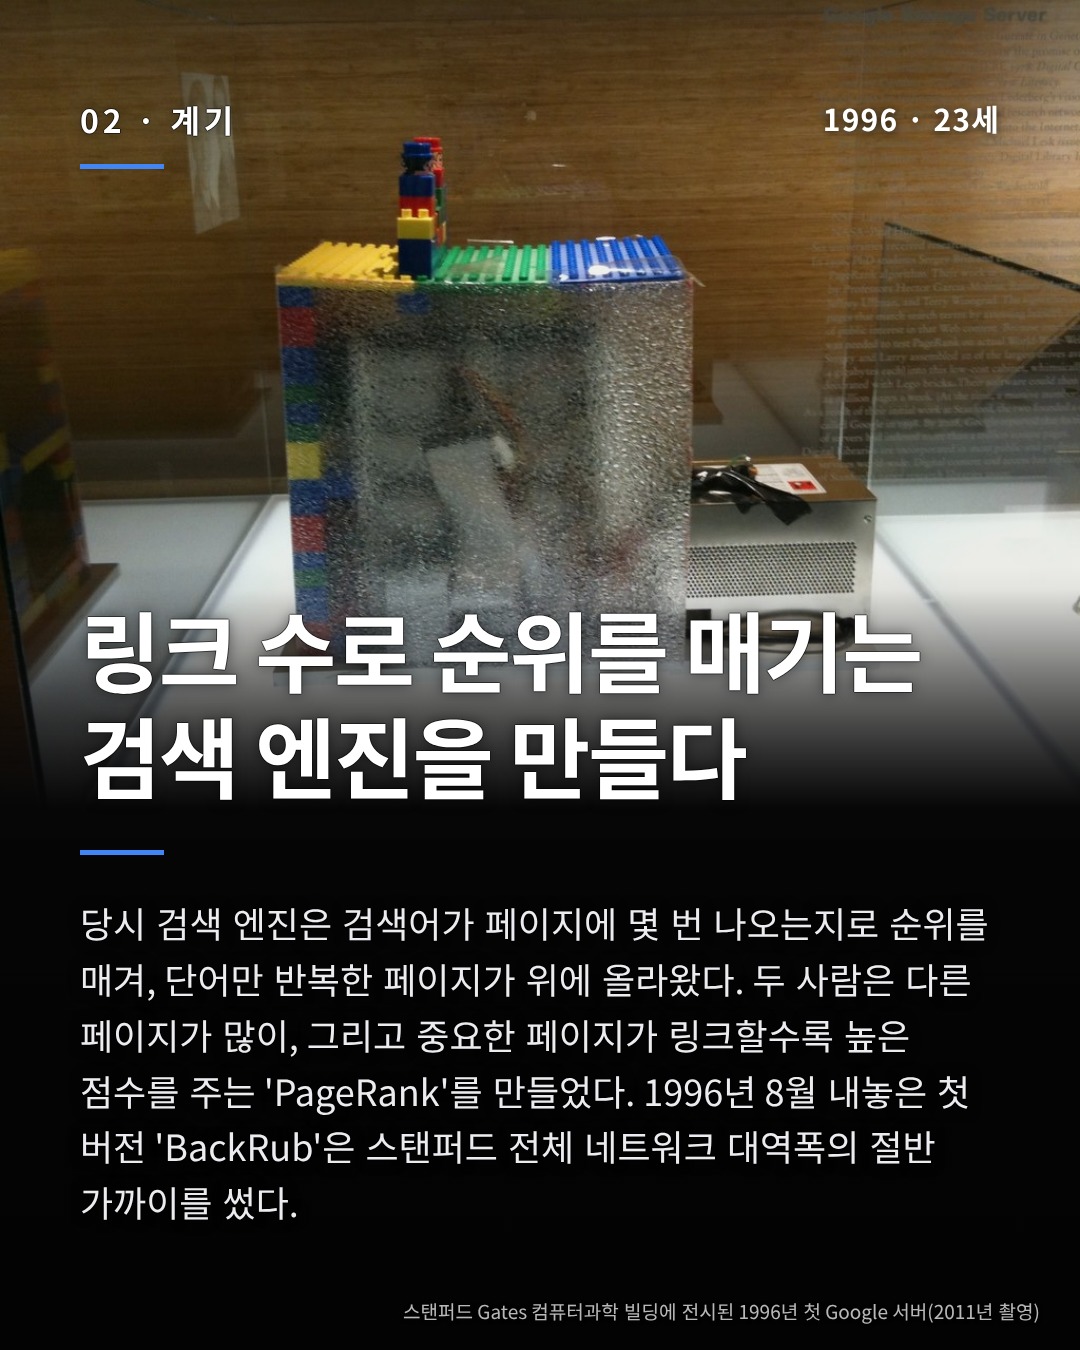 02 · 계기
1996 · 23세
링크 수로 순위를 매기는
검색 엔진을 만들다
당시 검색 엔진은 검색어가 페이지에 몇 번 나오는지로 순위를
매겨, 단어만 반복한 페이지가 위에 올라왔다. 두 사람은 다른
페이지가 많이, 그리고 중요한 페이지가 링크할수록 높은
점수를 주는 'PageRank'를 만들었다. 1996년 8월 내놓은 첫
버전 'BackRub'은 스탠퍼드 전체 네트워크 대역폭의 절반
가까이를 썼다.
스탠퍼드 Gates 컴퓨터과학 빌딩에 전시된 1996년 첫 Google 서버(2011년 촬영)